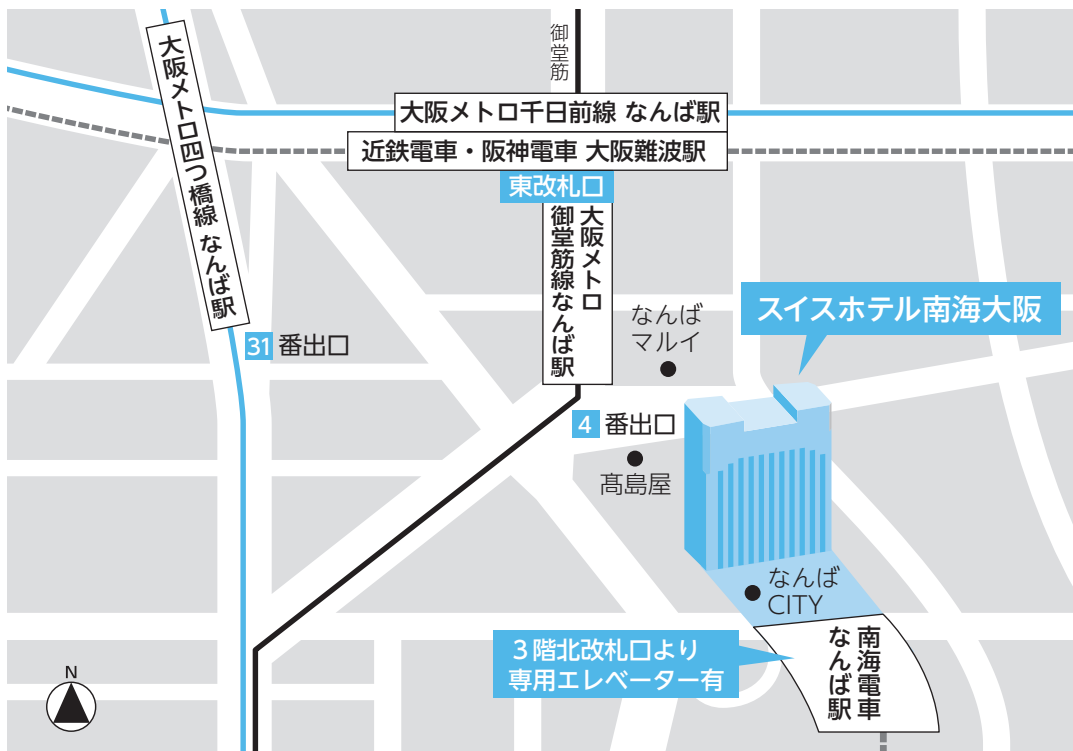 御堂筋
大阪メトロ四つ橋線 なんば駅
大阪メトロ千日前線 なんば駅
近鉄電車・阪神電車 大阪難波駅
東改札口
大阪メトロ
御堂筋線なんば駅
スイスホテル南海大阪
なんば
マルイ
31 番出口
4 番出口
髙島屋
なんば
CITY
3階北改札口より
専用エレベーター有
南海電車
なんば駅
N